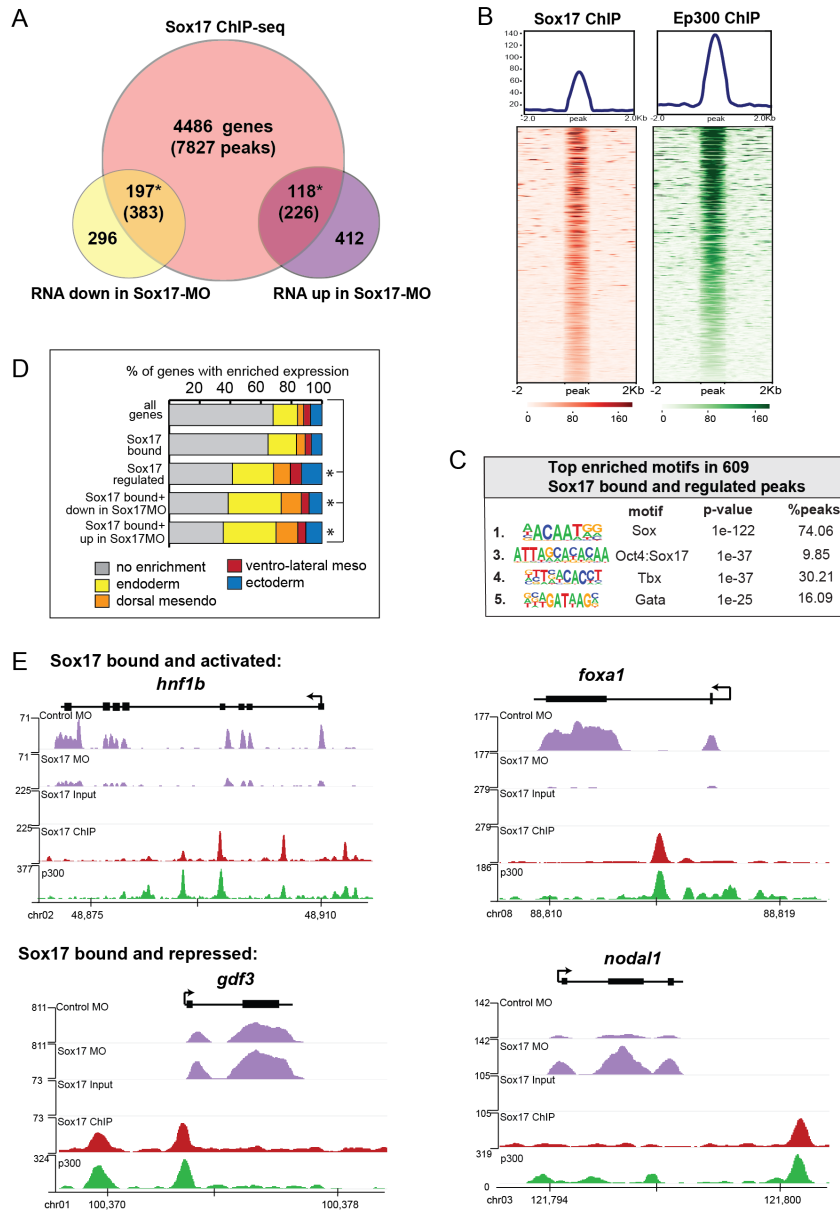 A
Sox17 ChIP-seq
4486 genes
(7827 peaks)
197*
(383)
118*
(226)
296
412
RNA down in Sox17-MO
RNA up in Sox17-MO
B
Sox17 ChIP
Ep300 ChIP
140
120
100
80
60
40
20
-2.0
peak
2.0Kb
-2.0
peak
2.0Kb
-2
peak
2Kb
-2
peak
2Kb
0
80
160
0
80
160
C
Top enriched motifs in 609
Sox17 bound and regulated peaks
motif
p-value
%peaks
1.
Sox
1e-122
74.06
3.
ATTAGCACACAA
Oct4:Sox17
1e-37
9.85
4.
Tbx
1e-37
30.21
5.
Gata
1e-25
16.09
D
% of genes with enriched expression
20 40 60 80 100
all
genes
Sox17
bound
Sox17
regulated
*
Sox17 bound+
down in Sox17MO
*
Sox17 bound+
up in Sox17MO
*
no enrichment
endoderm
dorsal mesendo
ventro-lateral meso
ectoderm
E
Sox17 bound and activated:
hnf1b
71
Control MO
71
Sox17 MO
225
Sox17 Input
225
Sox17 ChIP
377
p300
chr02
48,875
48,910
foxa1
177
Control MO
177
Sox17 MO
279
Sox17 Input
279
Sox17 ChIP
186
p300
chr08
88,810
88,819
Sox17 bound and repressed:
gdf3
811
Control MO
811
Sox17 MO
73
Sox17 Input
73
Sox17 ChIP
324
p300
chr01
100,370
100,378
nodal1
142
Control MO
142
Sox17 MO
105
Sox17 Input
105
Sox17 ChIP
319
p300
0
chr03
121,794
121,800